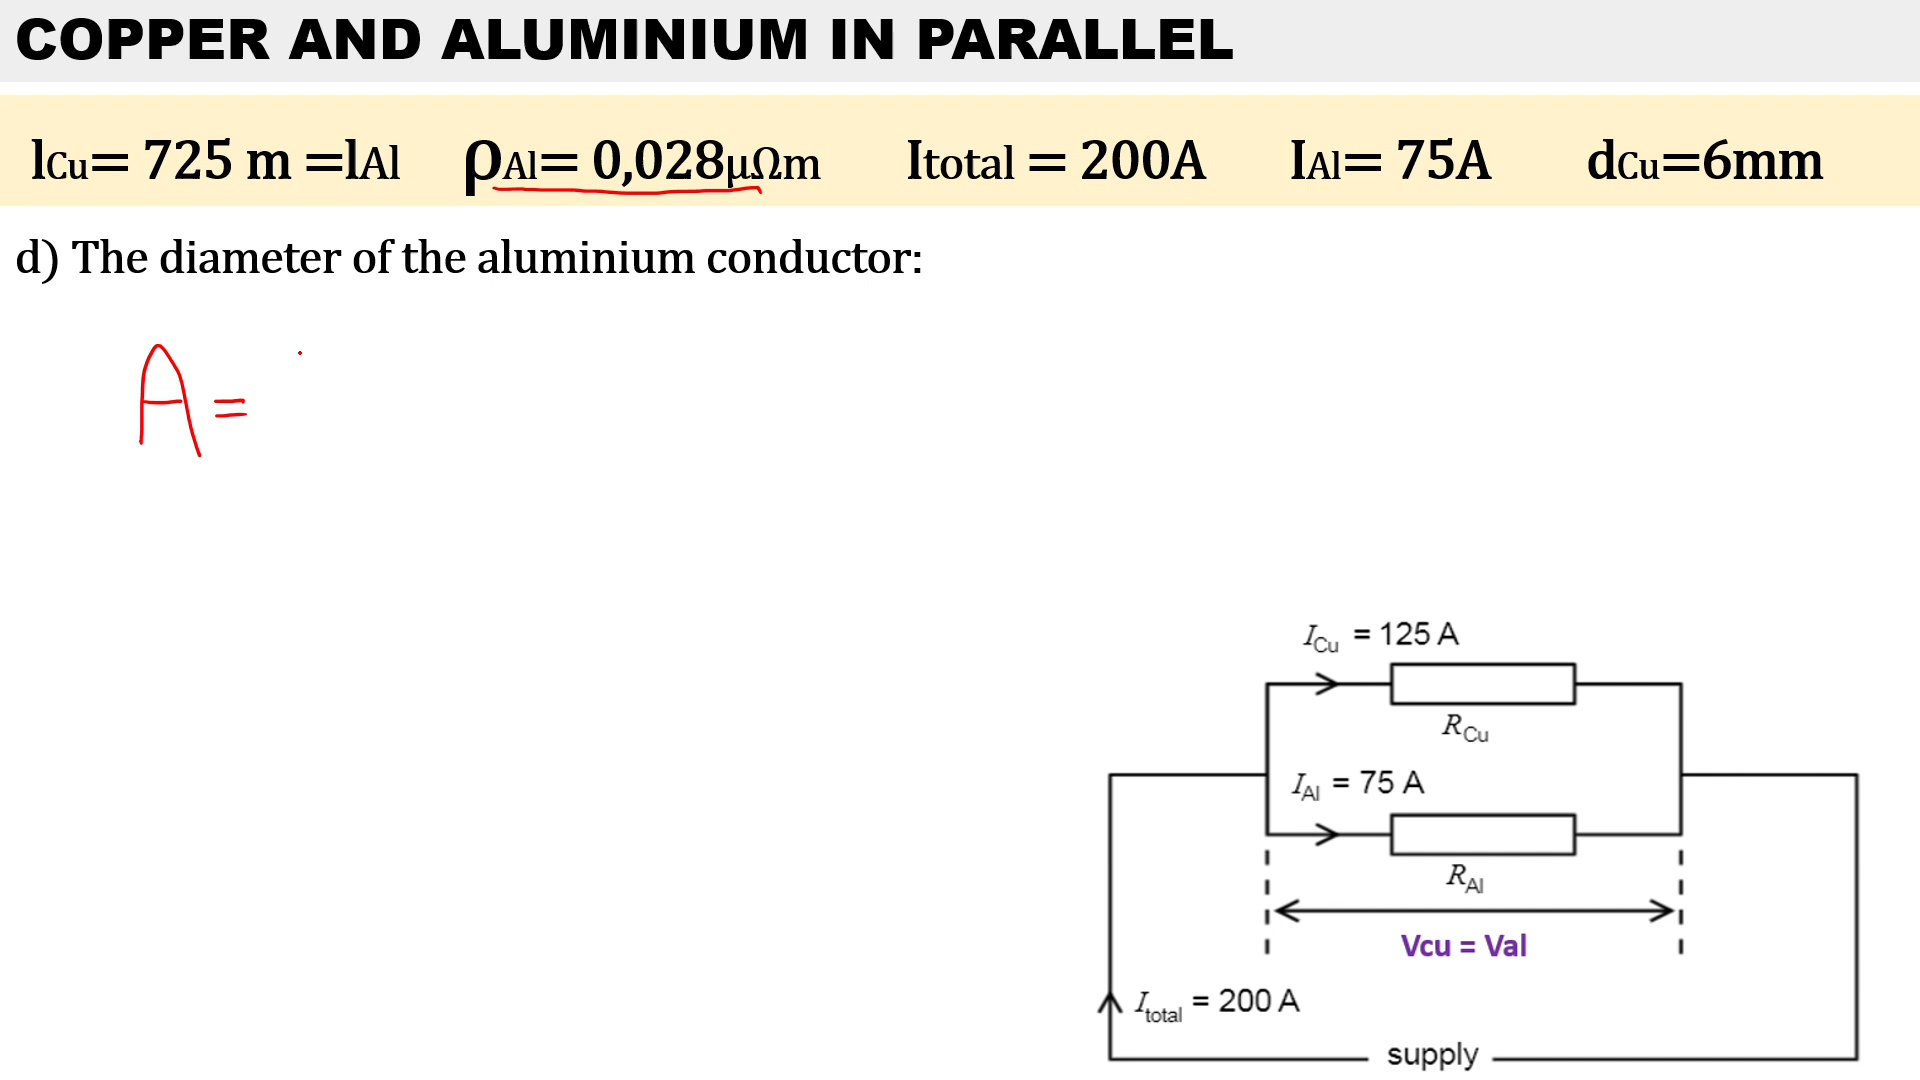 COPPER AND ALUMINIUM IN PARALLEL
lCu= 725 m =lAl ρAl= 0,028μΩm Itotal = 200A IAl= 75A dCu=6mm
d) The diameter of the aluminium conductor:
A=
ICu = 125 A
RCu
IAl = 75 A
RAl
Vcu = Val
Itotal = 200 A
supply